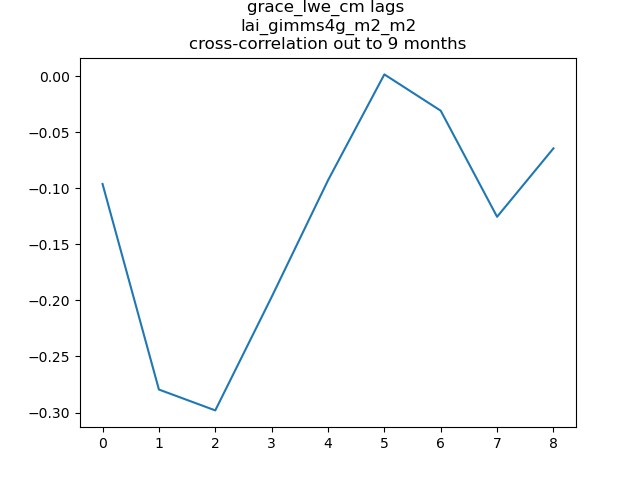 grace_lwe_cm lags
lai_gimms4g_m2_m2
cross-correlation out to 9 months
0.00
−0.05
−0.10
−0.15
−0.20
−0.25
−0.30
0 1 2 3 4 5 6 7 8